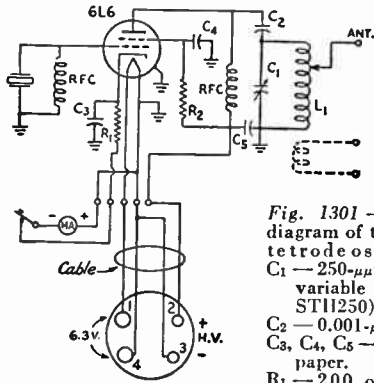 6L6
C2
ANT.
C4
RFC
C1
RFC
R2
L1
C3
R1
C5
- MA +
Cable
1 2
+
6.3 v. H.V.
4 3 -
Fig. 1301 —
diagram of t
tetrode os
C1 — 250-μμ
variable
STH250)
C2 — 0.001-μ
C3, C4, C5 —
paper.
R1 — 200 o